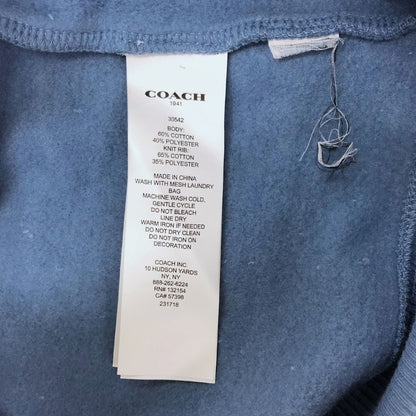 COACH
1941
30542
BODY:
60% COTTON
40% POLYESTER
KNIT RIB:
65% COTTON
35% POLYESTER
MADE IN CHINA
WASH WITH MESH LAUNDRY
BAG
MACHINE WASH COLD,
GENTLE CYCLE
DO NOT BLEACH
LINE DRY
WARM IRON IF NEEDED
DO NOT DRY CLEAN
DO NOT IRON ON
DECORATION
COACH INC.
10 HUDSON YARDS
NY, NY
888-262-6224
RN# 132154
CA# 57398
231718